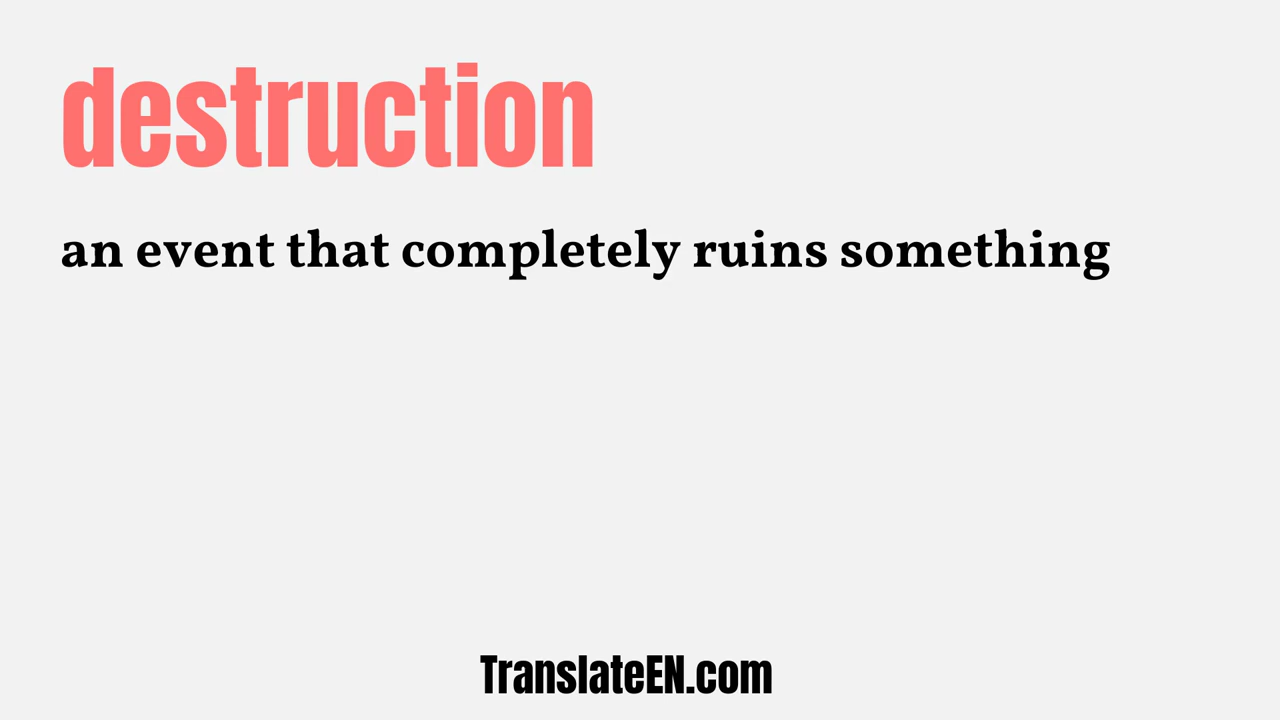 destruction
an event that completely ruins something
TranslateEN.com